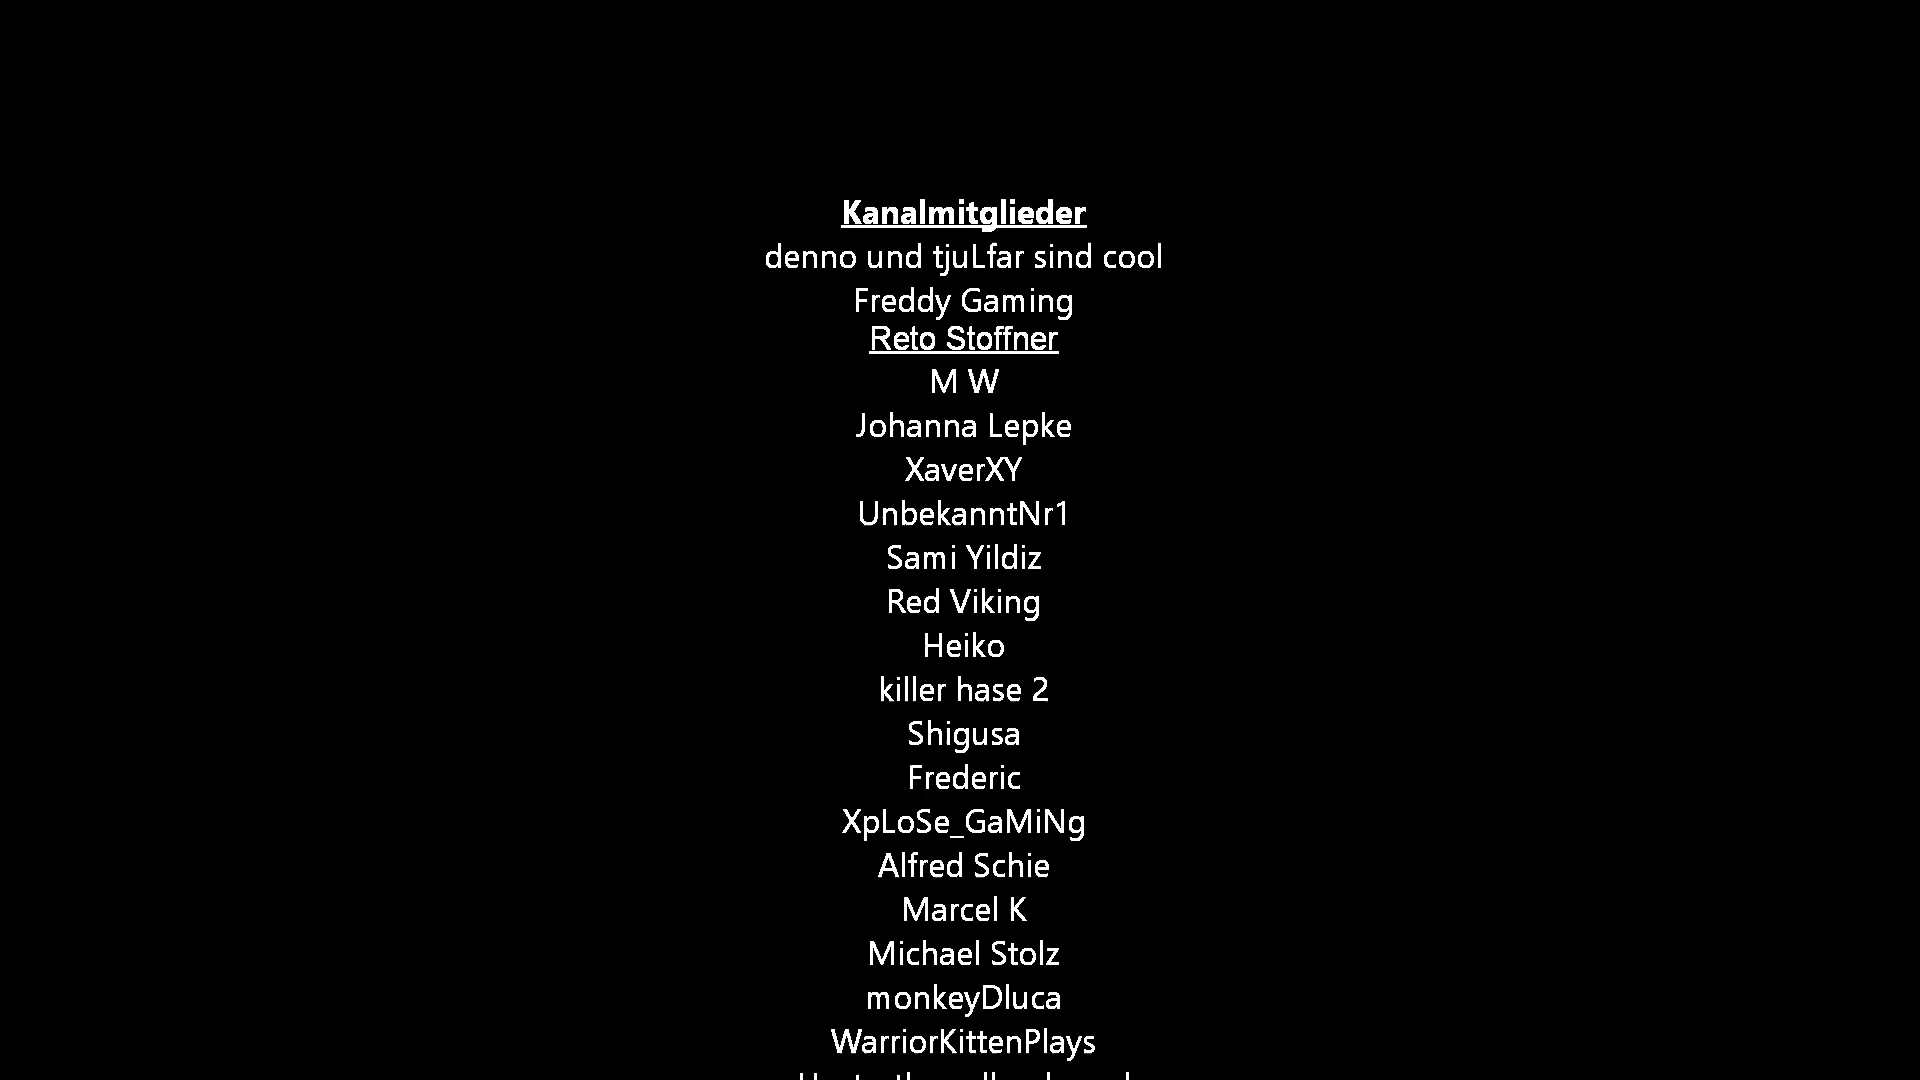 Kanalmitglieder
denno und tjuLfar sind cool
Freddy Gaming
Reto Stoffner
M W
Johanna Lepke
XaverXY
UnbekanntNr1
Sami Yildiz
Red Viking
Heiko
killer hase 2
Shigusa
Frederic
XpLoSe_GaMiNg
Alfred Schie
Marcel K
Michael Stolz
monkeyDluca
WarriorKittenPlays